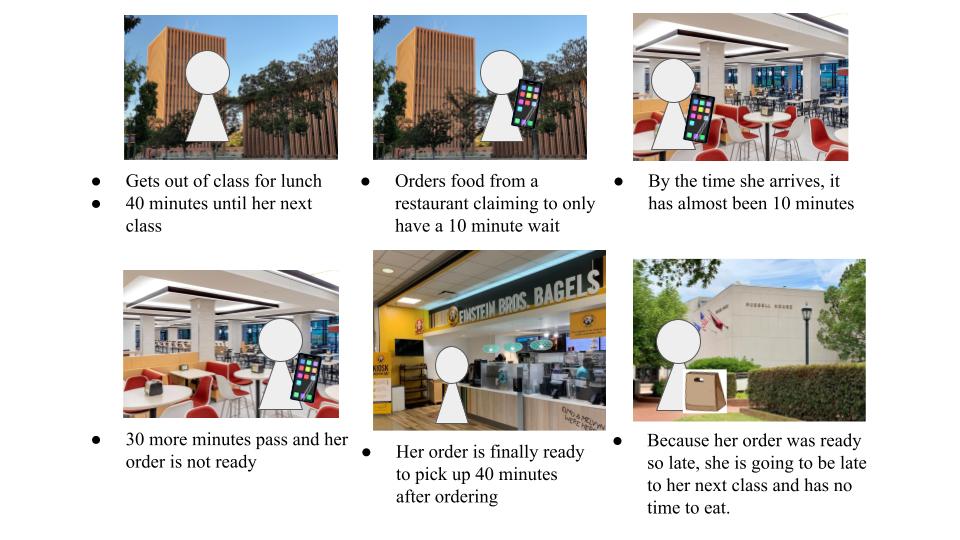 ● Gets out of class for lunch
● 40 minutes until her next
class
● Orders food from a
restaurant claiming to only
have a 10 minute wait
● By the time she arrives, it
has almost been 10 minutes
EINSTEIN BROS. BAGELS
KIOSK
ELMO & MELVYN
WERE HERE
RUSSELL HOUSE
● 30 more minutes pass and her
order is not ready
● Her order is finally ready
to pick up 40 minutes
after ordering
● Because her order was ready
so late, she is going to be late
to her next class and has no
time to eat.